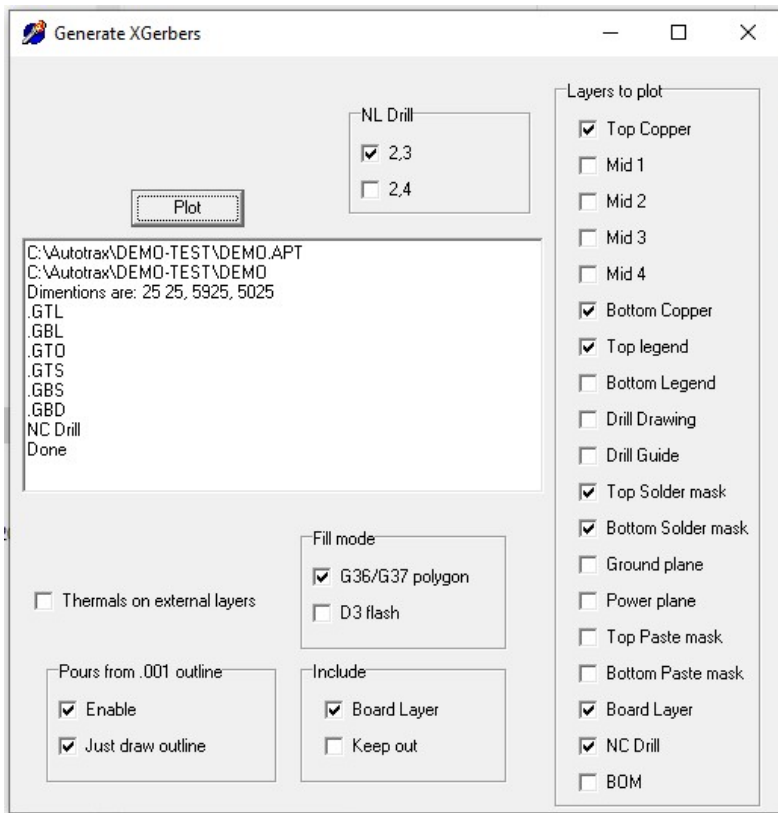 Generate XGerbers
NL Drill
2,3
2,4
Plot
C:\Autotrax\DEMO-TEST\DEMO.APT
C:\Autotrax\DEMO-TEST\DEMO
Dimentions are: 25 25, 5925, 5025
.GTL
.GBL
.GTO
.GTS
.GBS
.GBD
NC Drill
Done
Thermals on external layers
Fill mode
G36/G37 polygon
D3 flash
Pours from .001 outline
Enable
Just draw outline
Include
Board Layer
Keep out
Layers to plot
Top Copper
Mid 1
Mid 2
Mid 3
Mid 4
Bottom Copper
Top legend
Bottom Legend
Drill Drawing
Drill Guide
Top Solder mask
Bottom Solder mask
Ground plane
Power plane
Top Paste mask
Bottom Paste mask
Board Layer
NC Drill
BOM